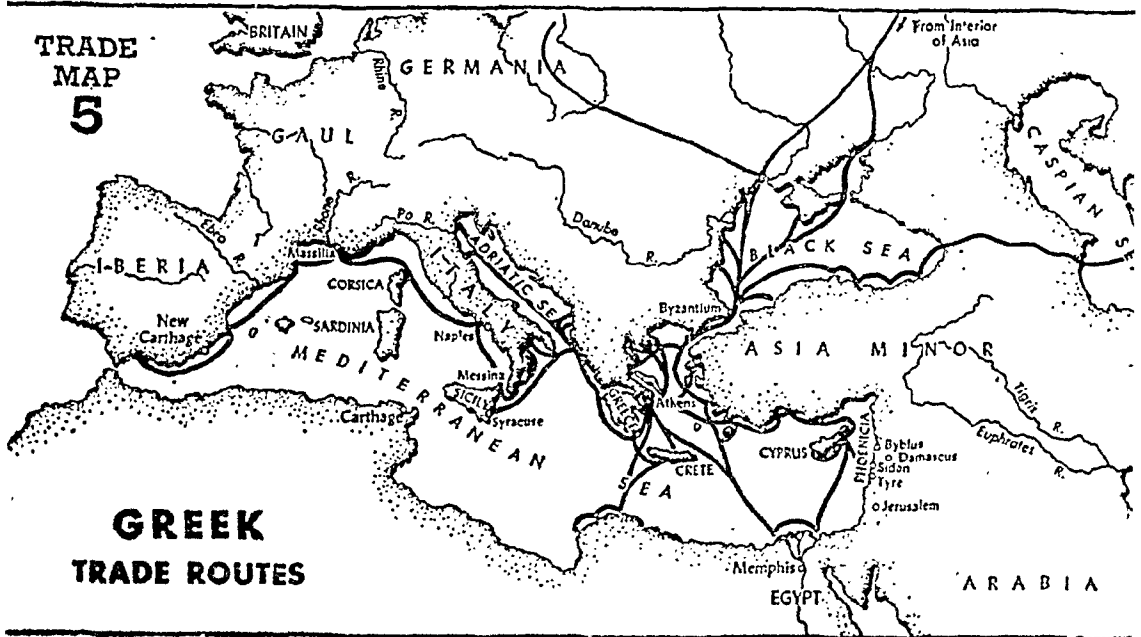 TRADE
MAP
5
BRITAIN
GERMANIA
Rhine
R.
GAUL
From Interior
of Asia
CASPIAN
Rhone
R.
Ebro
R.
IBERIA
Massilia
Po R.
ITALY
ADRIATIC SEA
Danube
R.
BLACK SEA
CORSICA
New
Carthage
SARDINIA
Naples
Byzantium
ASIA MINOR
MEDITERRANEAN
SEA
Messina
SICILY
Syracuse
Carthage
GREECE
Athens
CRETE
CYPRUS
PHOENICIA
Byblus
Damascus
Sidon
Tyre
Jerusalem
Tigris
R.
Euphrates
R.
GREEK
TRADE ROUTES
Memphis
EGYPT
ARABIA